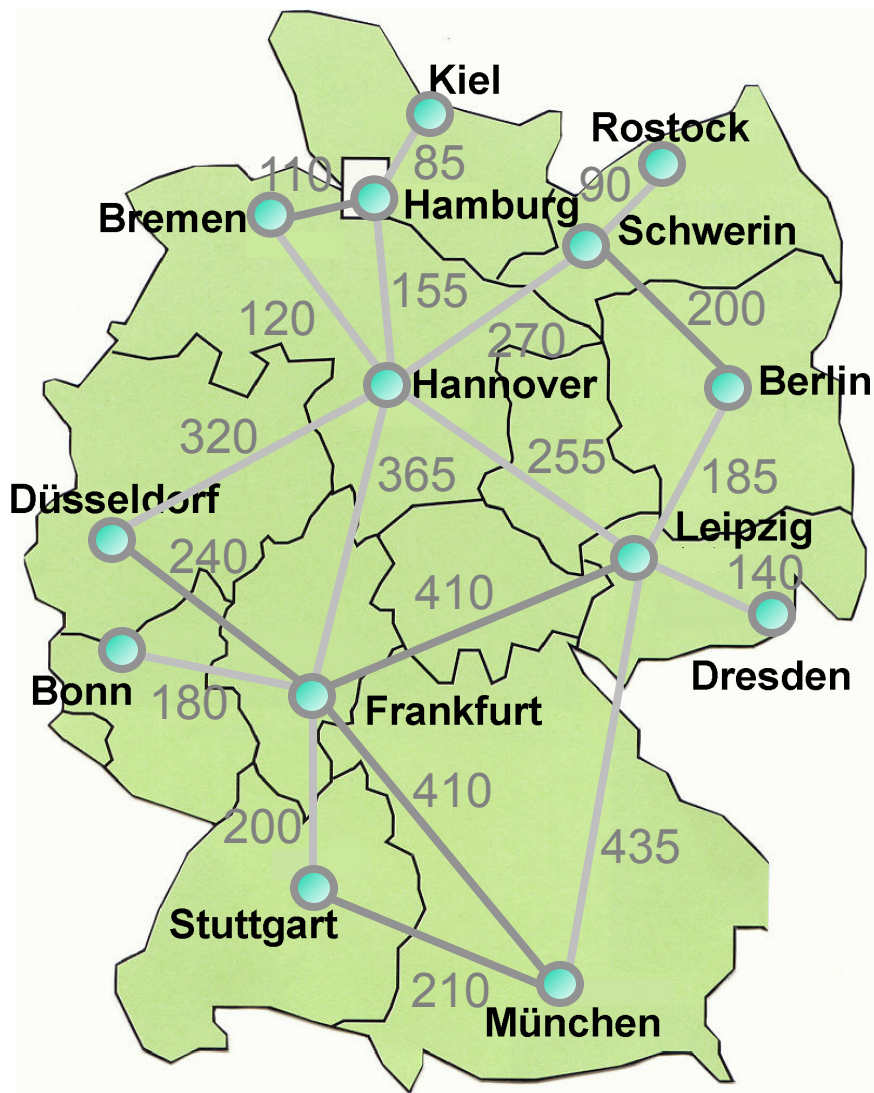 Kiel
Rostock
110
85
90
Bremen
Hamburg
Schwerin
155
200
120
270
Hannover
Berlin
320
255
365
185
Düsseldorf
Leipzig
240
140
410
Dresden
Bonn
180
Frankfurt
410
200
435
Stuttgart
210
München